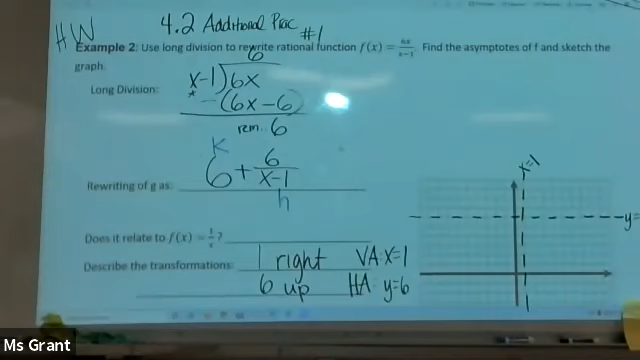 HW
4.2 Additional Prac #1
Example 2: Use long division to rewrite rational function f(x) = 6x/x−1. Find the asymptotes of f and sketch the
graph.
6
Long Division:
x-1)6x
-(6x-6)
rem. 6
K
Rewriting of g as: 6 + 6/x-1
h
x=1
y=
Does it relate to f(x) = 1/x?
Describe the transformations: 1 right VA: x=1
6 up HA: y=6
Ms Grant